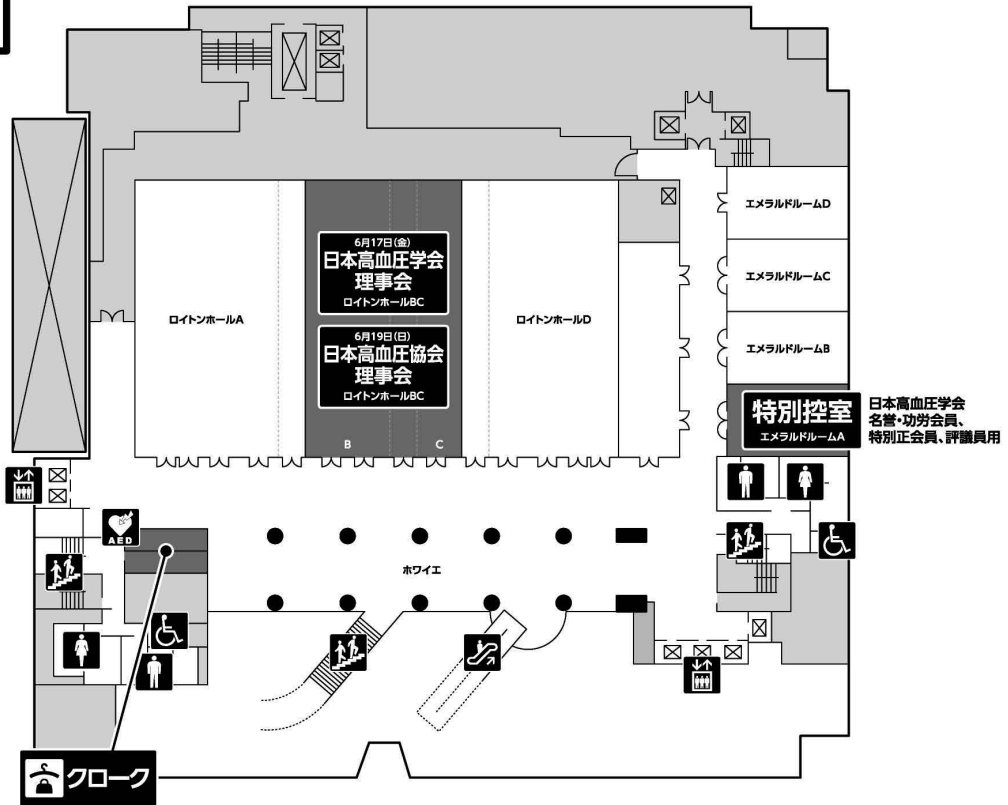 6月17日(金)
日本高血圧学会
理事会
ロイトンホールBC
6月19日(日)
日本高血圧協会
理事会
ロイトンホールBC
ロイトンホールA
ロイトンホールD
B
C
エメラルドルームD
エメラルドルームC
エメラルドルームB
特別控室
エメラルドルームA
日本高血圧学会
名誉・功労会員、
特別正会員、評議員用
AED
ホワイエ
クローク